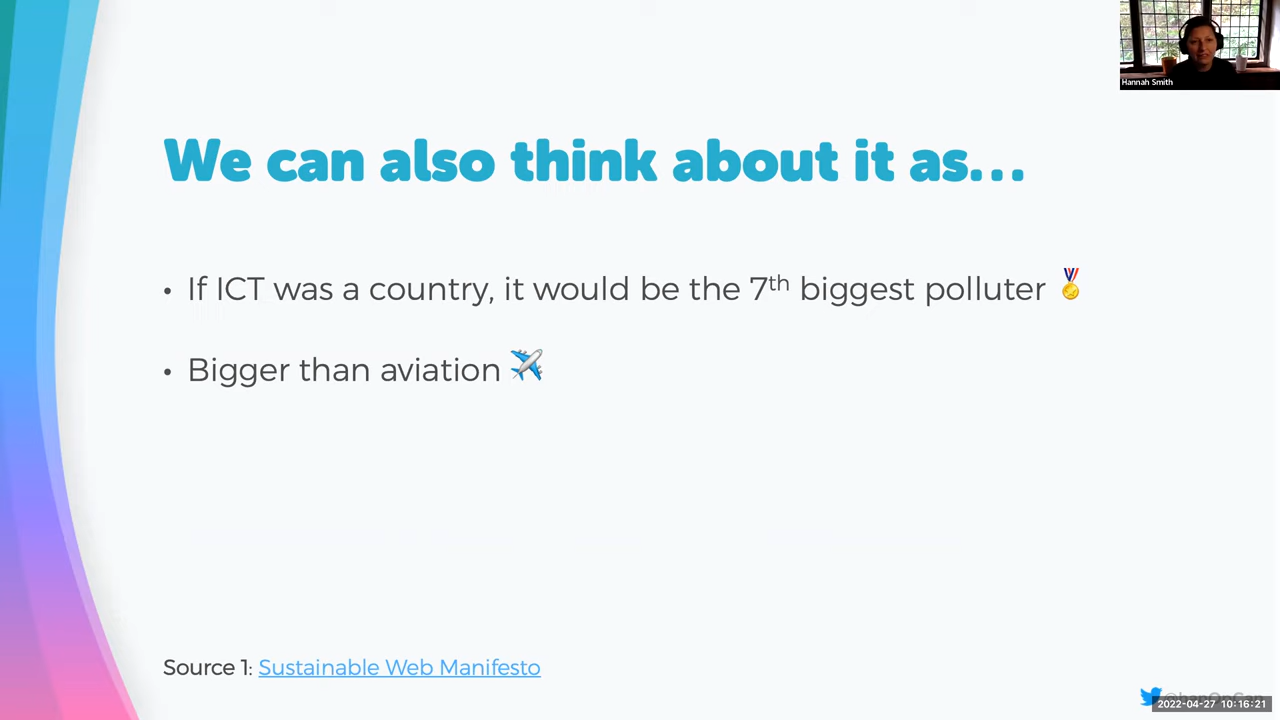 Hannah Smith
We can also think about it as...
• If ICT was a country, it would be the 7th biggest polluter 🏅
• Bigger than aviation ✈️
Source 1: Sustainable Web Manifesto
2022-04-27 10:16:21